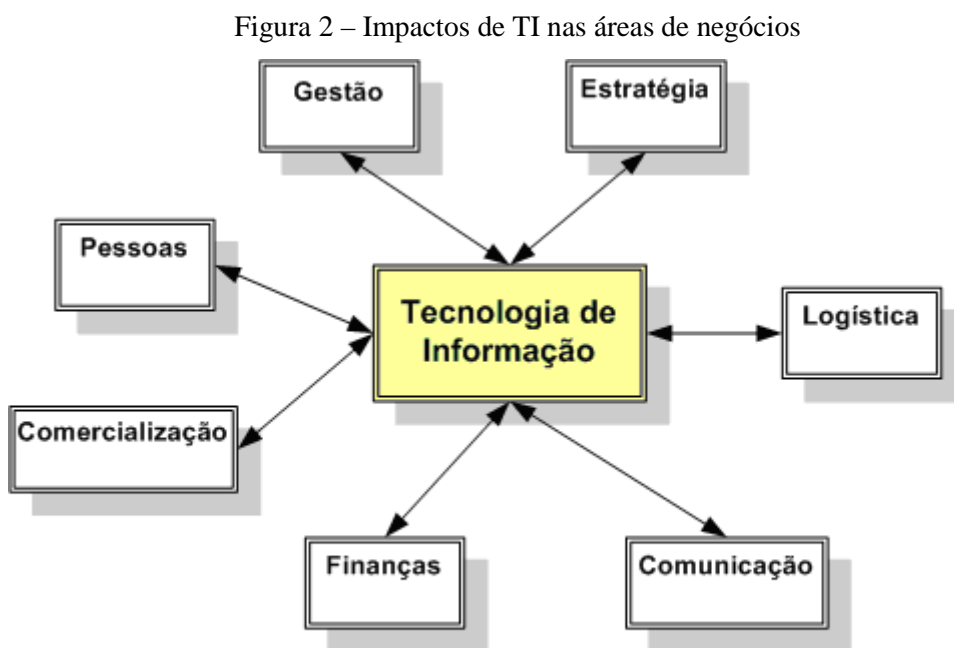 Figura 2 – Impactos de TI nas áreas de negócios
Gestão
Estratégia
Pessoas
Tecnologia de
Informação
Logística
Comercialização
Finanças
Comunicação